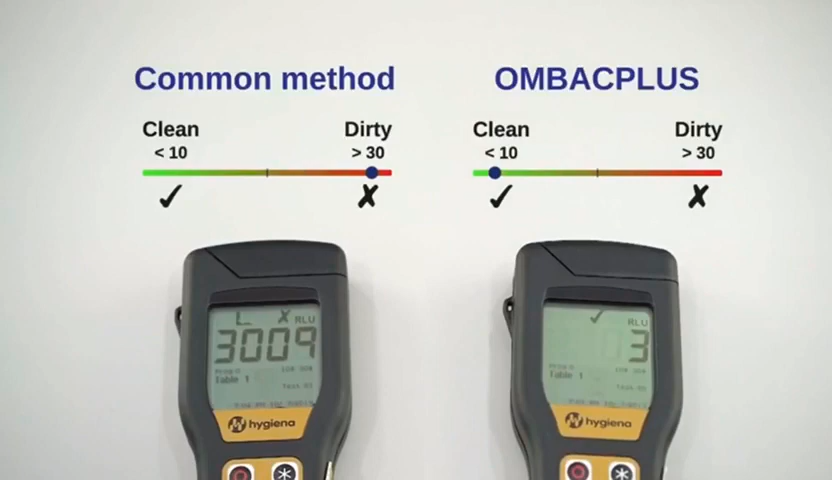 Common method
OMBACPLUS
Clean
Dirty
< 10
> 30
✓
✗
Clean
Dirty
< 10
> 30
✓
✗
✗
RLU
3009
Table 1
hygiena
✓
RLU
3
Table 1
hygiena